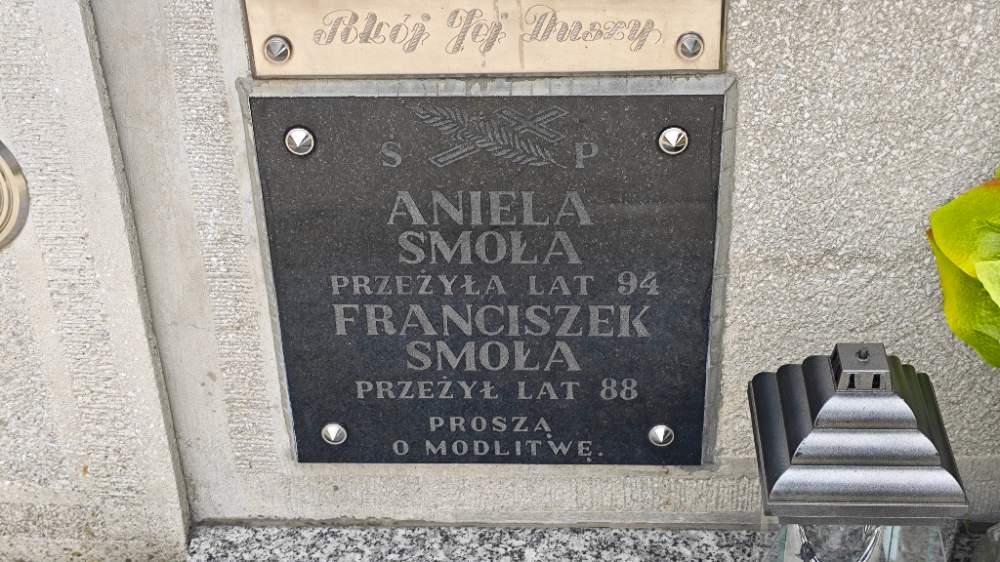 Pokój Jej Duszy
S P
ANIELA
SMOŁA
PRZEŻYŁA LAT 94
FRANCISZEK
SMOŁA
PRZEŻYŁ LAT 88
PROSZĄ
O MODLITWĘ.